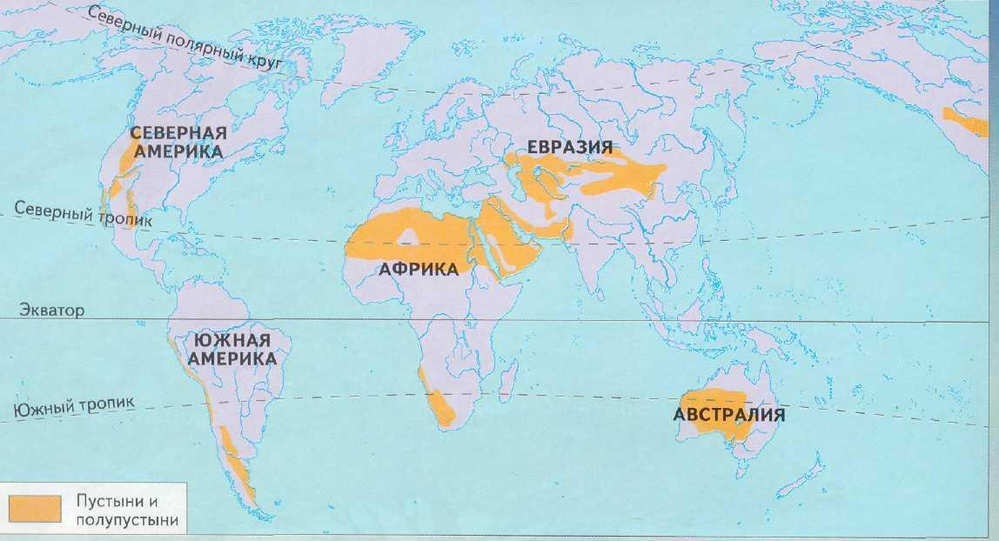 Северный полярный круг
СЕВЕРНАЯ
АМЕРИКА
ЕВРАЗИЯ
Северный тропик
АФРИКА
Экватор
ЮЖНАЯ
АМЕРИКА
Южный тропик
АВСТРАЛИЯ
Пустыни и
полупустыни